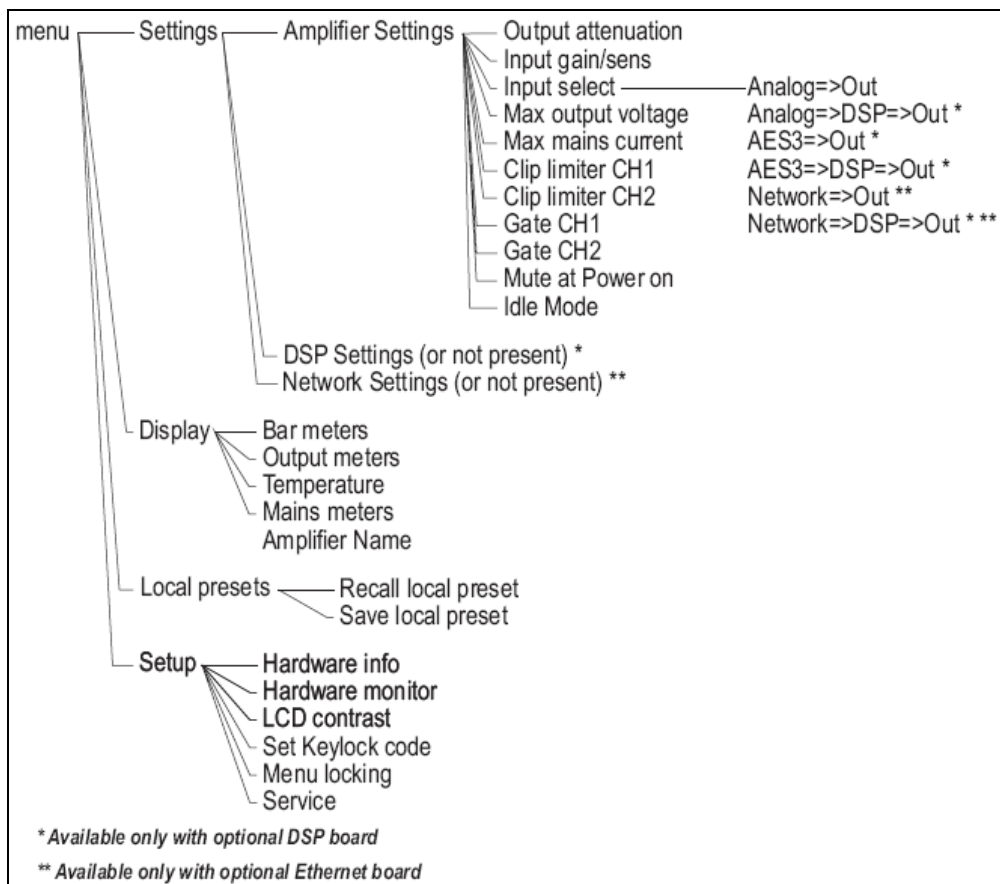 menu Settings Amplifier Settings Output attenuation
Input gain/sens
Input select Analog=>Out
Max output voltage Analog=>DSP=>Out *
Max mains current AES3=>Out *
Clip limiter CH1 AES3=>DSP=>Out *
Clip limiter CH2 Network=>Out **
Gate CH1 Network=>DSP=>Out * **
Gate CH2
Mute at Power on
Idle Mode
DSP Settings (or not present) *
Network Settings (or not present) **
Display Bar meters
Output meters
Temperature
Mains meters
Amplifier Name
Local presets Recall local preset
Save local preset
Setup Hardware info
Hardware monitor
LCD contrast
Set Keylock code
Menu locking
Service
* Available only with optional DSP board
** Available only with optional Ethernet board